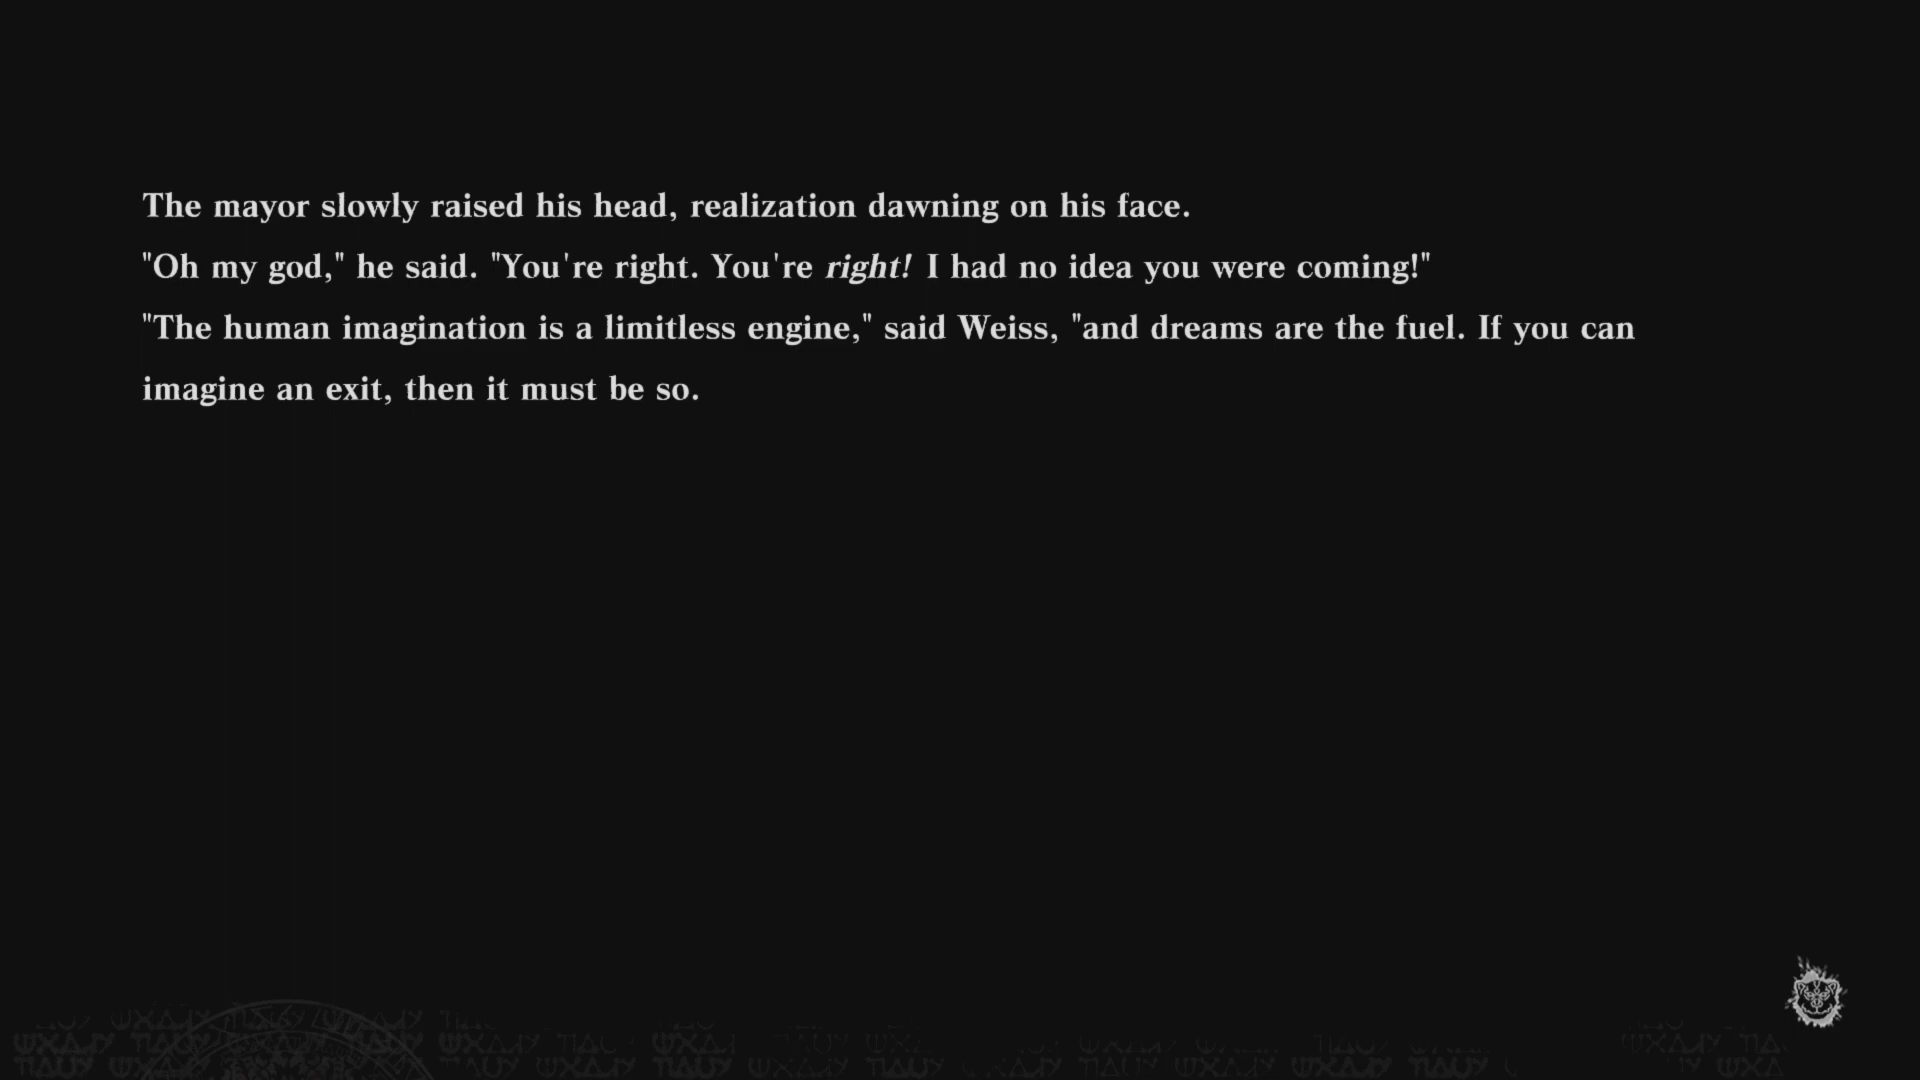 The mayor slowly raised his head, realization dawning on his face.
"Oh my god," he said. "You're right. You're right! I had no idea you were coming!"
"The human imagination is a limitless engine," said Weiss, "and dreams are the fuel. If you can
imagine an exit, then it must be so.